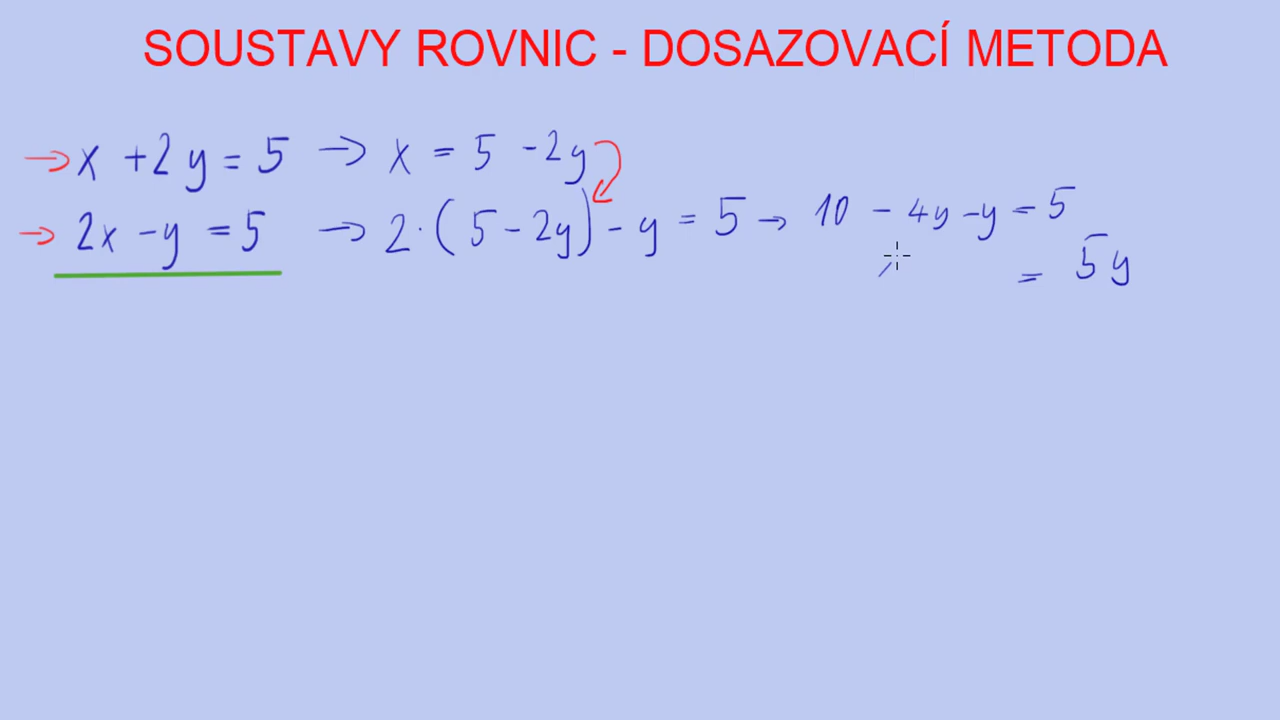 SOUSTAVY ROVNIC - DOSAZOVACÍ METODA
→ x + 2y = 5 → x = 5 - 2y
→ 2x - y = 5 → 2·(5 - 2y) - y = 5 → 10 - 4y - y = 5
= 5y